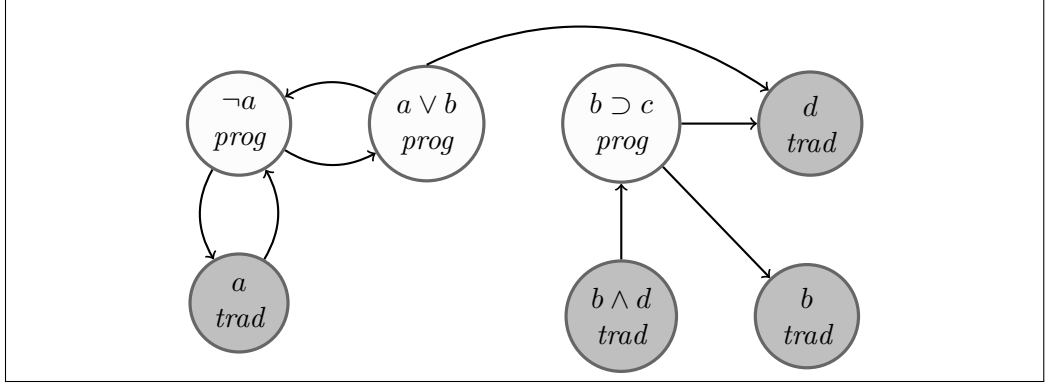 ¬a
prog
a ∨ b
prog
b ⊃ c
prog
d
trad
a
trad
b ∧ d
trad
b
trad